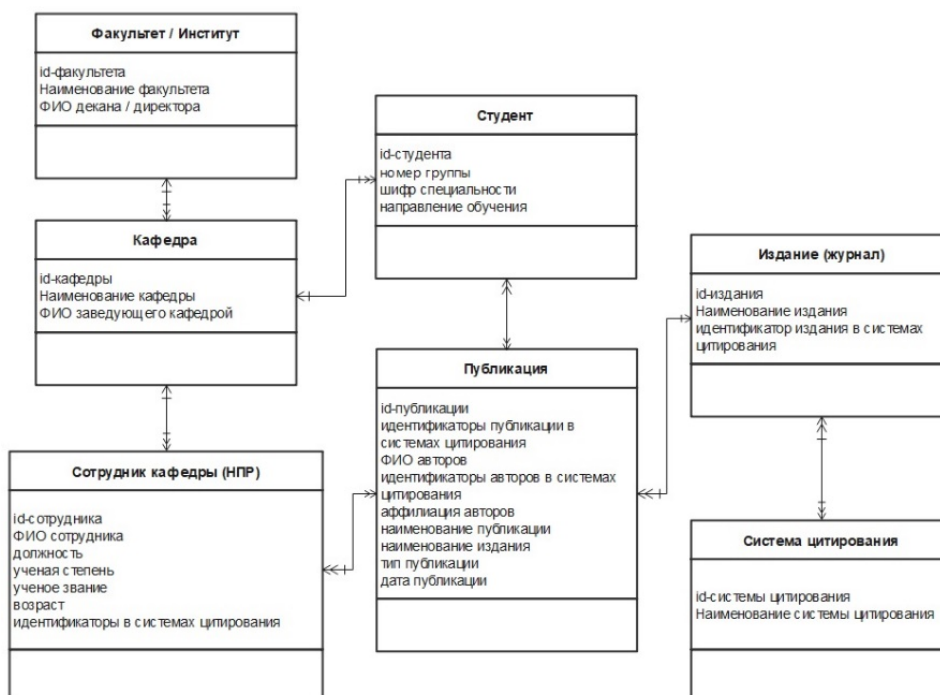 Факультет / Институт
id-факультета
Наименование факультета
ФИО декана / директора
Студент
id-студента
номер группы
шифр специальности
направление обучения
Кафедра
id-кафедры
Наименование кафедры
ФИО заведующего кафедрой
Издание (журнал)
id-издания
Наименование издания
идентификатор издания в системах
цитирования
Публикация
id-публикации
идентификаторы публикации в
системах цитирования
ФИО авторов
идентификаторы авторов в системах
цитирования
аффилиация авторов
наименование публикации
наименование издания
тип публикации
дата публикации
Сотрудник кафедры (НПР)
id-сотрудника
ФИО сотрудника
должность
ученая степень
ученое звание
возраст
идентификаторы в системах цитирования
Система цитирования
id-системы цитирования
Наименование системы цитирования